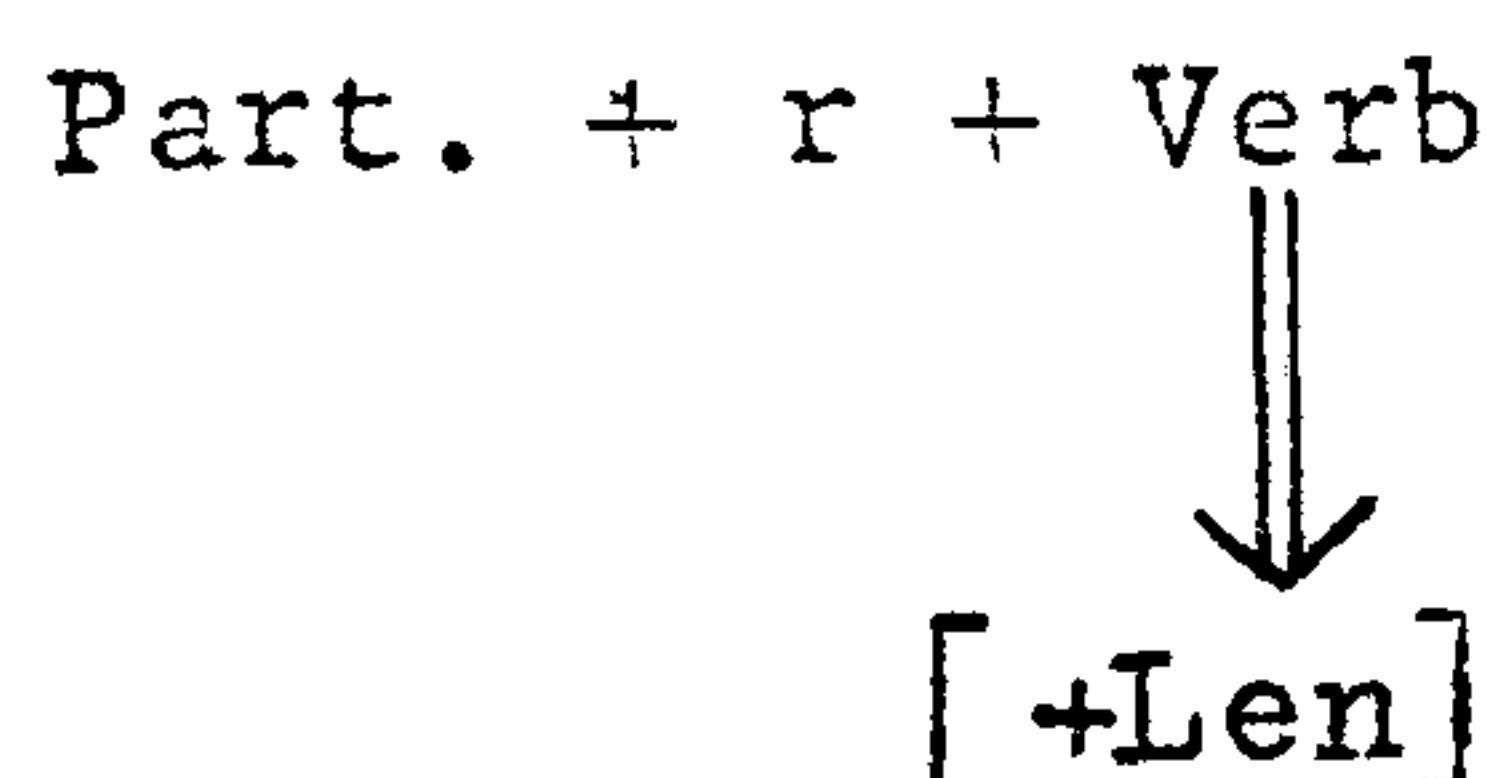 Part. + r + Verb
[ +Len ]